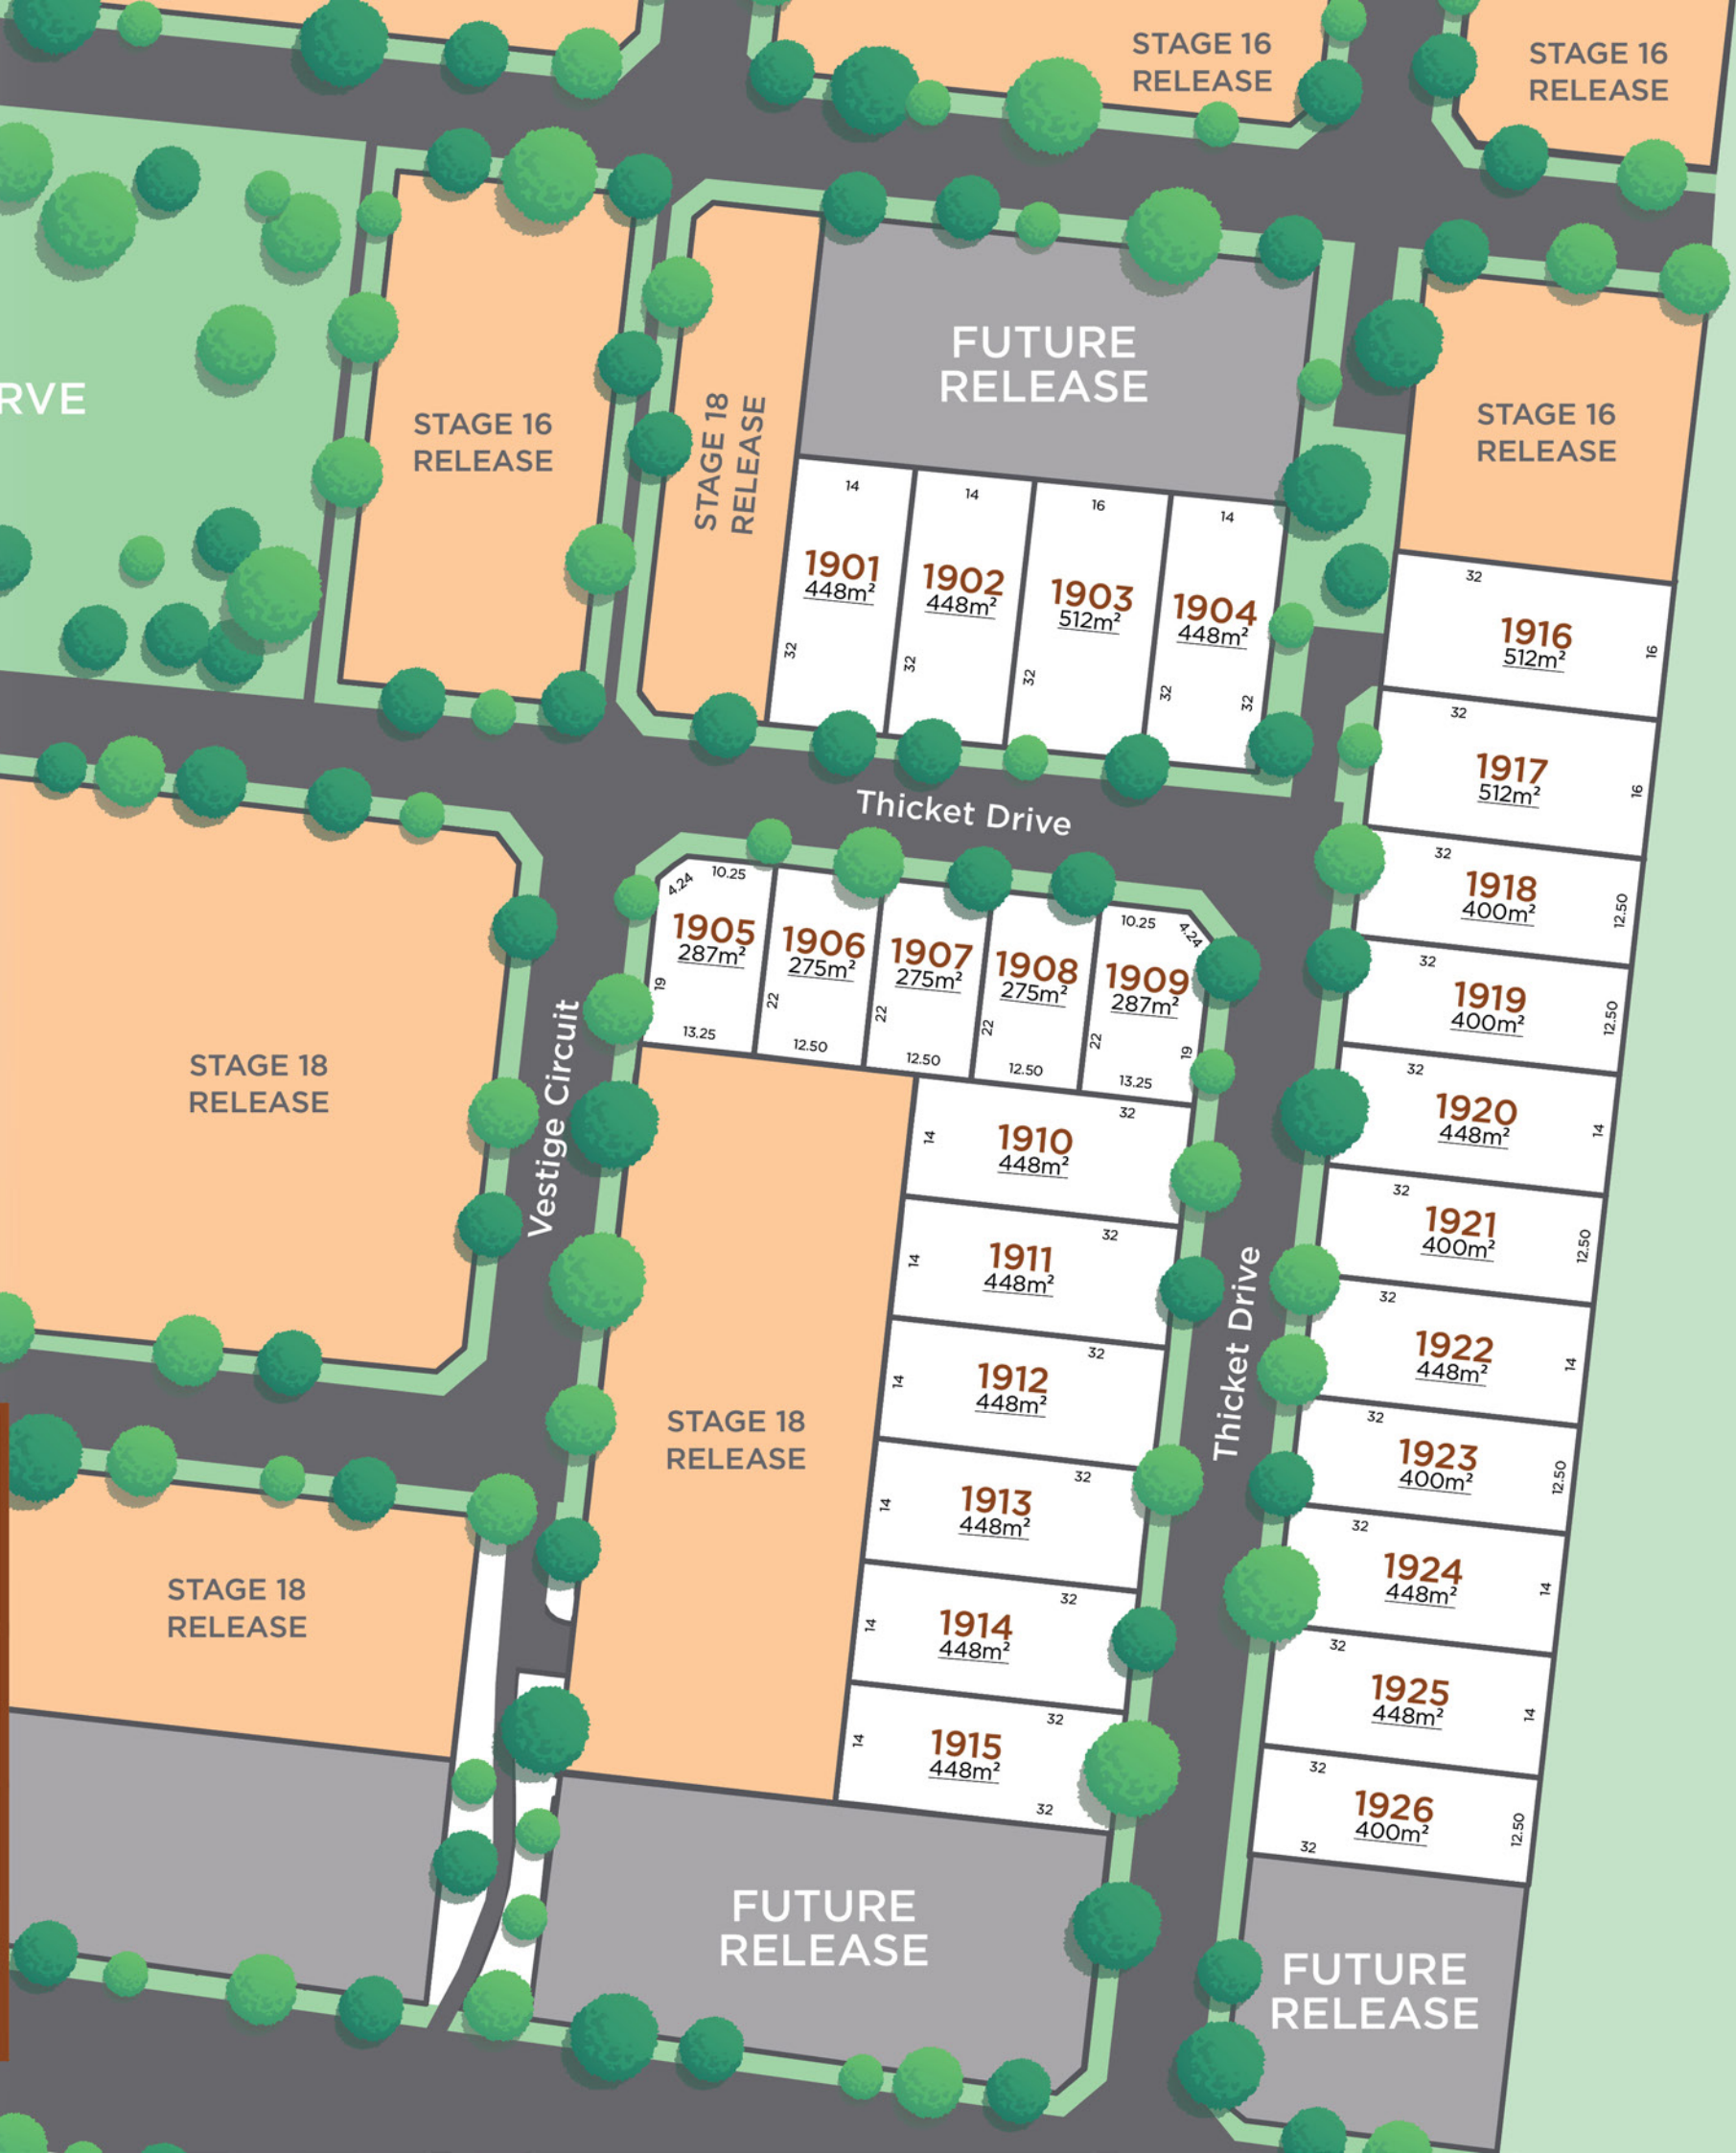 STAGE 16
RELEASE
STAGE 16
RELEASE
RVE
STAGE 16
RELEASE
STAGE 18
RELEASE
FUTURE
RELEASE
STAGE 16
RELEASE
14
1901
448m²
32
14
1902
448m²
32
16
1903
512m²
32
14
1904
448m²
32
32
32
1916
512m²
16
32
1917
512m²
16
32
1918
400m²
12.50
32
1919
400m²
12.50
32
1920
448m²
14
32
1921
400m²
12.50
32
1922
448m²
14
32
1923
400m²
12.50
32
1924
448m²
14
32
1925
448m²
14
32
1926
400m²
12.50
32
Thicket Drive
4.24
10.25
1905
287m²
19
13.25
1906
275m²
22
12.50
1907
275m²
22
12.50
1908
275m²
22
12.50
10.25
4.24
1909
287m²
22
19
13.25
32
1910
448m²
14
32
1911
448m²
14
32
1912
448m²
14
32
1913
448m²
14
32
1914
448m²
14
32
1915
448m²
14
32
Vestige Circuit
Thicket Drive
STAGE 18
RELEASE
STAGE 18
RELEASE
STAGE 18
RELEASE
FUTURE
RELEASE
FUTURE
RELEASE